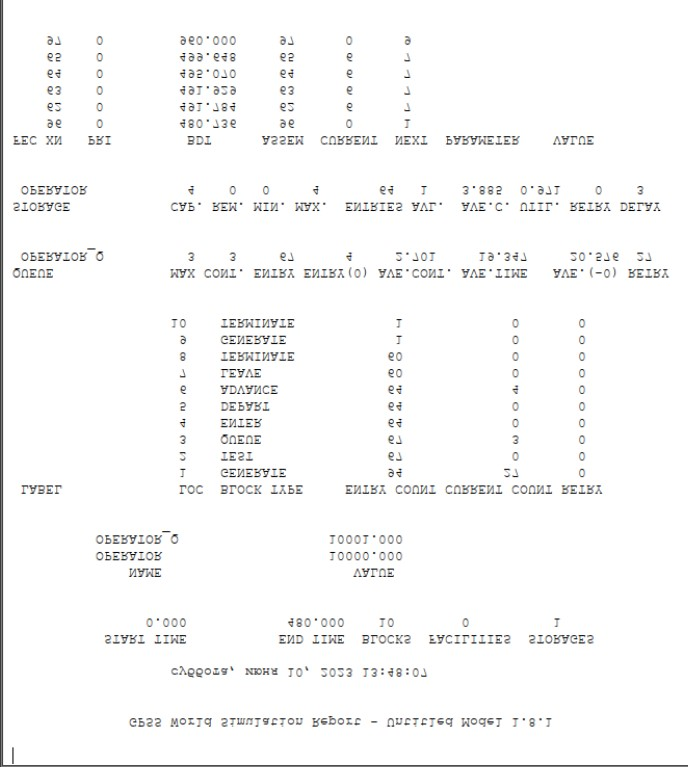 GPSS World Simulation Report - Untitled Model 1.8.1
суббота, июня 10, 2023 13:48:07
START TIME END TIME BLOCKS FACILITIES STORAGES
0.000 480.000 10 0 1
NAME VALUE
OPERATOR 10000.000
OPERATOR_Q 10001.000
LABEL LOC BLOCK TYPE ENTRY COUNT CURRENT COUNT RETRY
1 GENERATE 94 27 0
2 TEST 67 0 0
3 QUEUE 67 3 0
4 ENTER 64 0 0
5 DEPART 64 0 0
6 ADVANCE 64 4 0
7 LEAVE 60 0 0
8 TERMINATE 60 0 0
9 GENERATE 1 0 0
10 TERMINATE 1 0 0
QUEUE MAX CONT. ENTRY ENTRY(0) AVE.CONT. AVE.TIME AVE.(-0) RETRY
OPERATOR_Q 3 3 67 4 2.701 19.347 20.576 27
STORAGE CAP. REM. MIN. MAX. ENTRIES AVL. AVE.C. UTIL. RETRY DELAY
OPERATOR 4 0 0 4 64 1 3.885 0.971 0 3
FEC XN PRI BDT ASSEM CURRENT NEXT PARAMETER VALUE
96 0 480.736 96 0 1
62 0 491.784 62 6 7
63 0 491.929 63 6 7
64 0 495.070 64 6 7
65 0 499.648 65 6 7
97 0 960.000 97 0 9